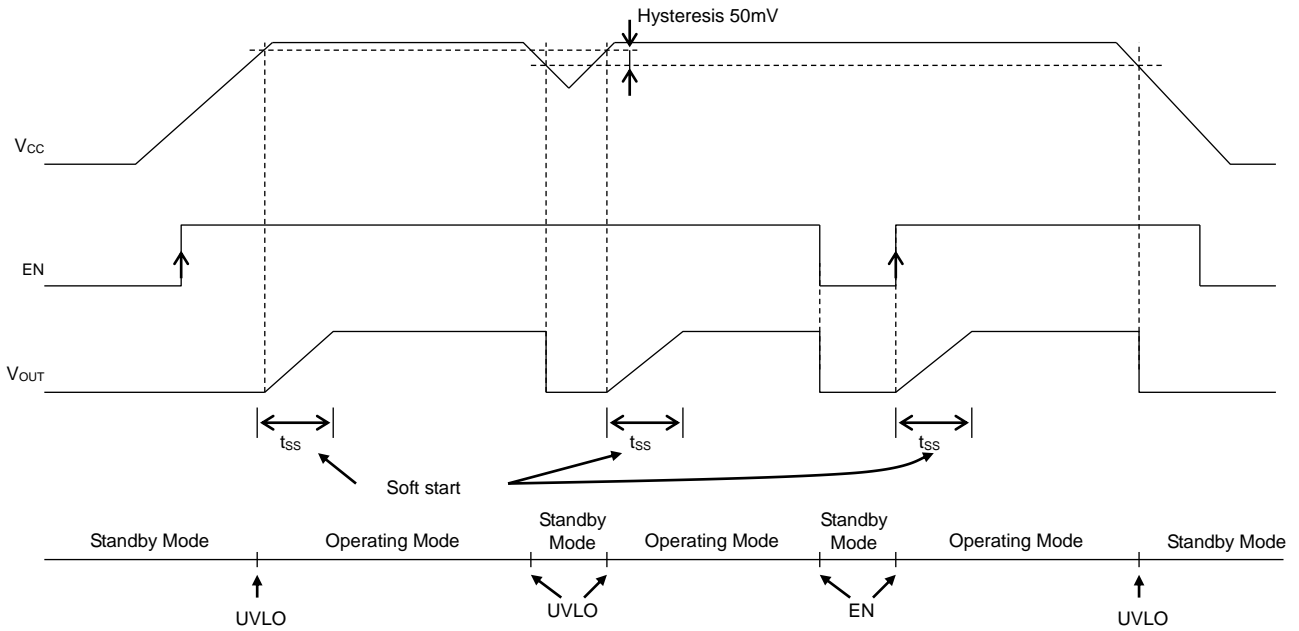 Hysteresis 50mV
VCC
EN
VOUT
tSS
tSS
tSS
Soft start
Standby Mode
Operating Mode
Standby
Mode
Operating Mode
Standby
Mode
Operating Mode
Standby Mode
UVLO
UVLO
EN
UVLO